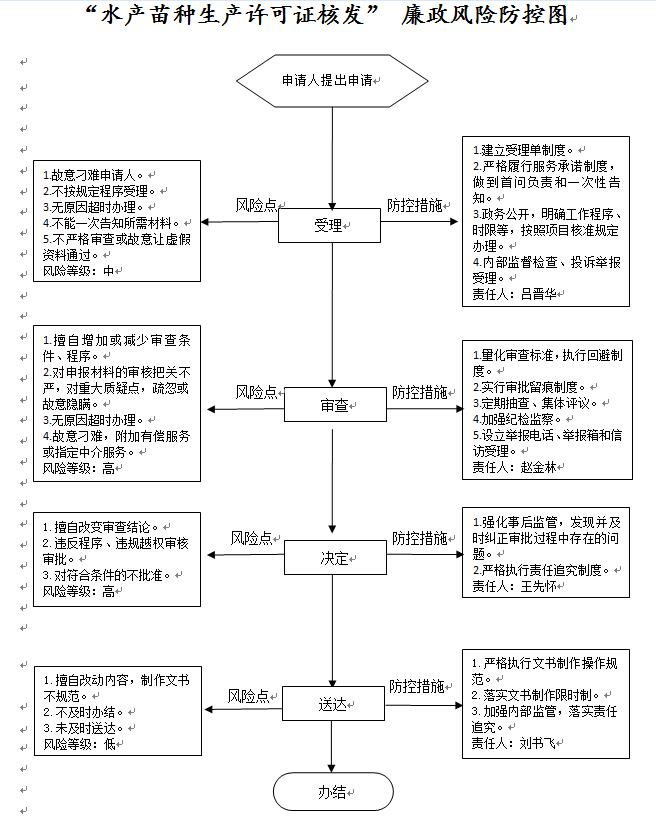 “水产苗种生产许可证核发” 廉政风险防控图
申请人提出申请
1.故意刁难申请人。
2.不按规定程序受理。
3.无原因超时办理。
4.不能一次告知所需材料。
5.不严格审查或故意让虚假
资料通过。
风险等级：中
风险点
受理
防控措施
1.建立受理单制度。
2.严格履行服务承诺制度，
做到首问负责和一次性告
知。
3.政务公开，明确工作程序、
时限等，按照项目核准规定
办理。
4.内部监督检查、投诉举报
受理。
责任人：吕晋华
1.擅自增加或减少审查条
件、程序。
2.对申报材料的审核把关不
严，对重大质疑点，疏忽或
故意隐瞒。
3.无原因超时办理。
4.故意刁难，附加有偿服务
或指定中介服务。
风险等级：高
风险点
审查
防控措施
1.量化审查标准，执行回避制
度。
2.实行审批留痕制度。
3.定期抽查、集体评议。
4.加强纪检监察。
5.设立举报电话、举报箱和信
访受理。
责任人：赵金林
1. 擅自改变审查结论。
2. 违反程序、违规越权审核
审批。
3. 对符合条件的不批准。
风险等级：高
风险点
决定
防控措施
1.强化事后监管，发现并及
时纠正审批过程中存在的问
题。
2.严格执行责任追究制度。
责任人：王先怀
1. 擅自改动内容，制作文书
不规范。
2. 不及时办结。
3. 未及时送达。
风险等级：低
风险点
送达
防控措施
1. 严格执行文书制作操作规
范。
2. 落实文书制作限时制。
3. 加强内部监管，落实责任
追究。
责任人：刘书飞
办结